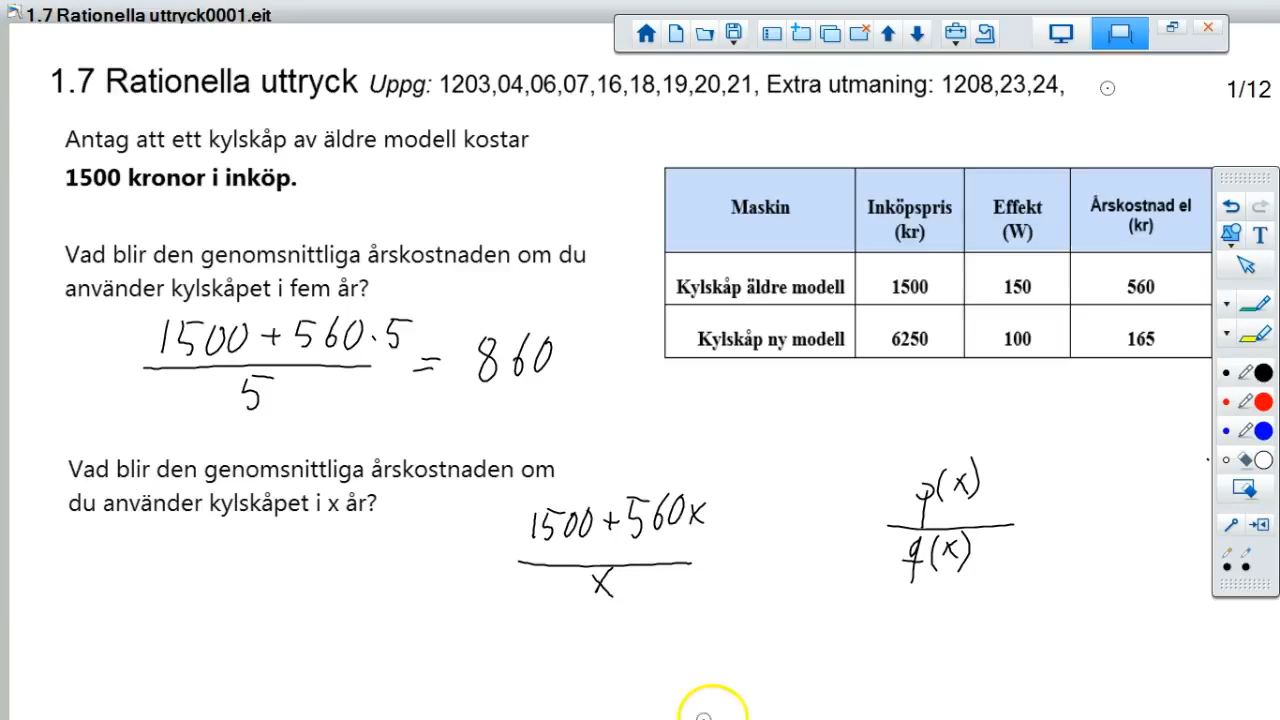 1.7 Rationella uttryck0001.eit
1.7 Rationella uttryck Uppg: 1203,04,06,07,16,18,19,20,21, Extra utmaning: 1208,23,24,
1/12
Antag att ett kylskåp av äldre modell kostar
1500 kronor i inköp.
Vad blir den genomsnittliga årskostnaden om du
använder kylskåpet i fem år?
1500 + 560 · 5
5
= 860
Maskin Inköpspris (kr) Effekt (W) Årskostnad el (kr)
Kylskåp äldre modell 1500 150 560
Kylskåp ny modell 6250 100 165
Vad blir den genomsnittliga årskostnaden om
du använder kylskåpet i x år?
1500 + 560x
x
p(x)
q(x)
T